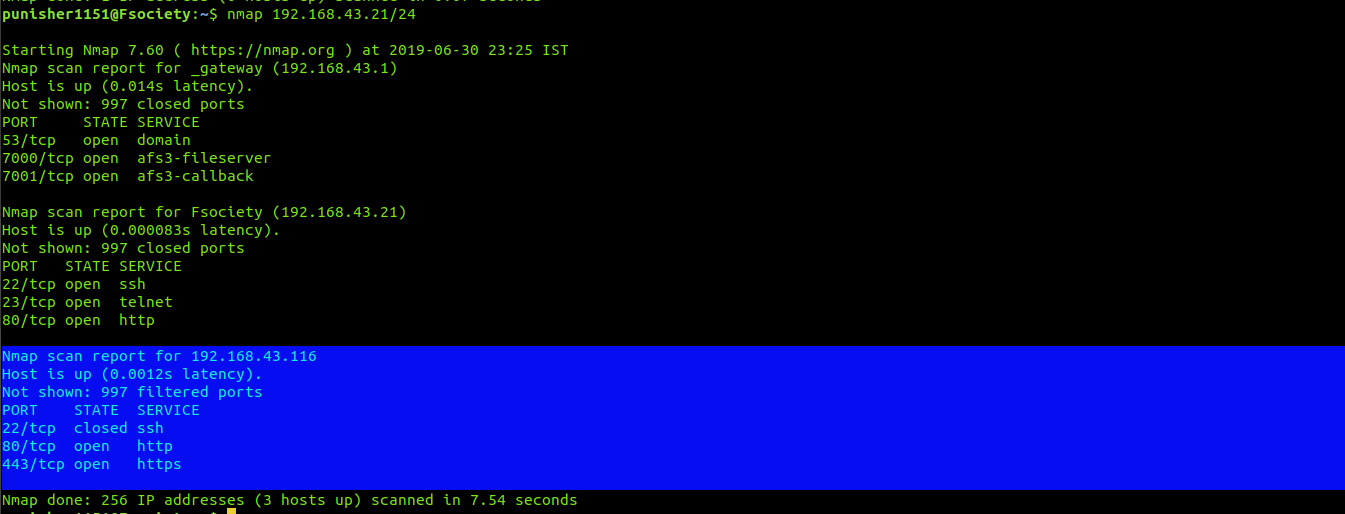 punisher1151@Fsociety:~$ nmap 192.168.43.21/24
Starting Nmap 7.60 ( https://nmap.org ) at 2019-06-30 23:25 IST
Nmap scan report for _gateway (192.168.43.1)
Host is up (0.014s latency).
Not shown: 997 closed ports
PORT     STATE SERVICE
53/tcp   open  domain
7000/tcp open  afs3-fileserver
7001/tcp open  afs3-callback
Nmap scan report for Fsociety (192.168.43.21)
Host is up (0.000083s latency).
Not shown: 997 closed ports
PORT   STATE SERVICE
22/tcp open  ssh
23/tcp open  telnet
80/tcp open  http
Nmap scan report for 192.168.43.116
Host is up (0.0012s latency).
Not shown: 997 filtered ports
PORT    STATE  SERVICE
22/tcp  closed ssh
80/tcp  open   http
443/tcp open   https
Nmap done: 256 IP addresses (3 hosts up) scanned in 7.54 seconds